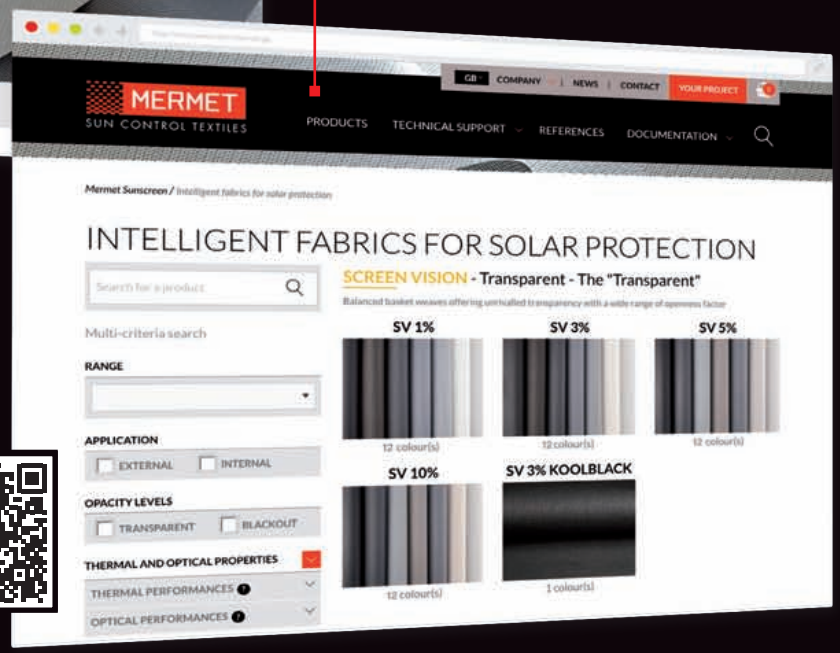 GB COMPANY | NEWS | CONTACT YOUR PROJECT
MERMET
SUN CONTROL TEXTILES
PRODUCTS TECHNICAL SUPPORT REFERENCES DOCUMENTATION
Mermet Sunscreen / Intelligent fabrics for solar protection
INTELLIGENT FABRICS FOR SOLAR PROTECTION
Search for a product
SCREEN VISION - Transparent - The "Transparent"
Balanced basket weaves offering unrivalled transparency with a wide range of openness factor
Multi-criteria search
SV 1% SV 3% SV 5%
RANGE
APPLICATION
EXTERNAL INTERNAL
12 colour(s) 12 colour(s) 12 colour(s)
SV 10% SV 3% KOOLBLACK
OPACITY LEVELS
TRANSPARENT BLACKOUT
THERMAL AND OPTICAL PROPERTIES
THERMAL PERFORMANCES ?
12 colour(s) 1 colour(s)
OPTICAL PERFORMANCES ?